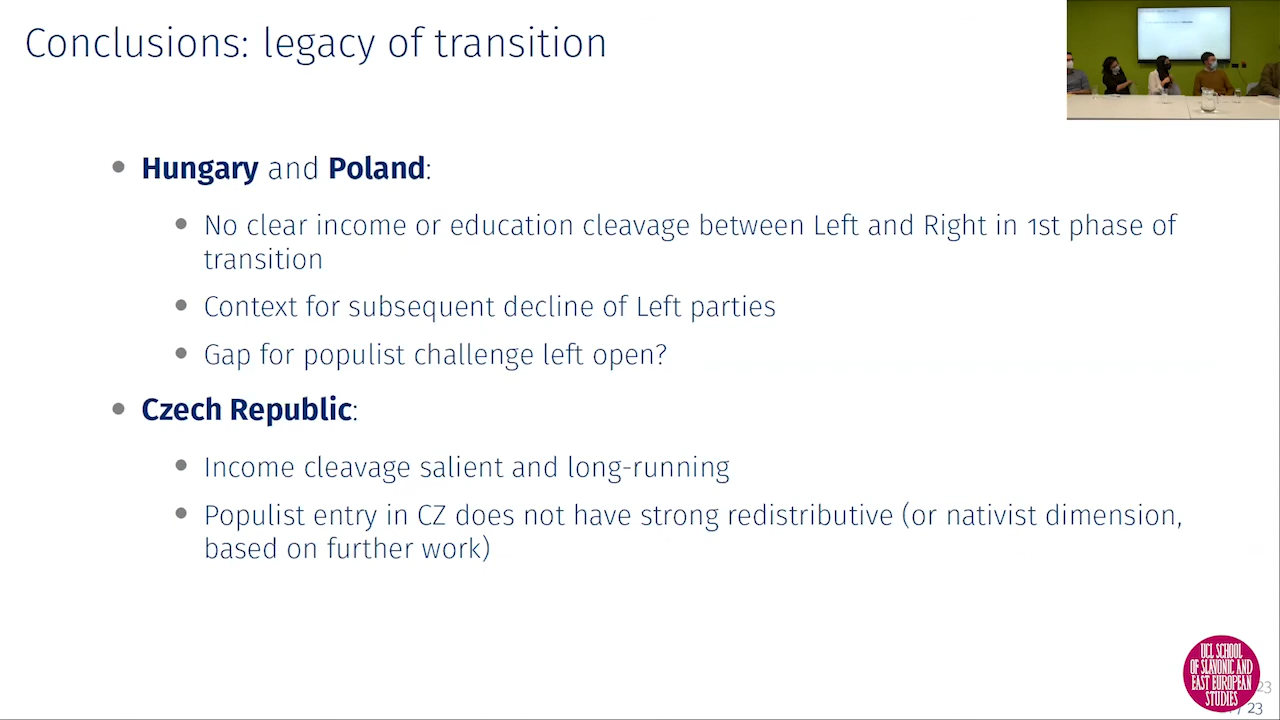 Conclusions: legacy of transition
Hungary and Poland:
No clear income or education cleavage between Left and Right in 1st phase of
transition
Context for subsequent decline of Left parties
Gap for populist challenge left open?
Czech Republic:
Income cleavage salient and long-running
Populist entry in CZ does not have strong redistributive (or nativist dimension,
based on further work)
UCL SCHOOL
OF SLAVONIC AND
EAST EUROPEAN
STUDIES
23
/ 23